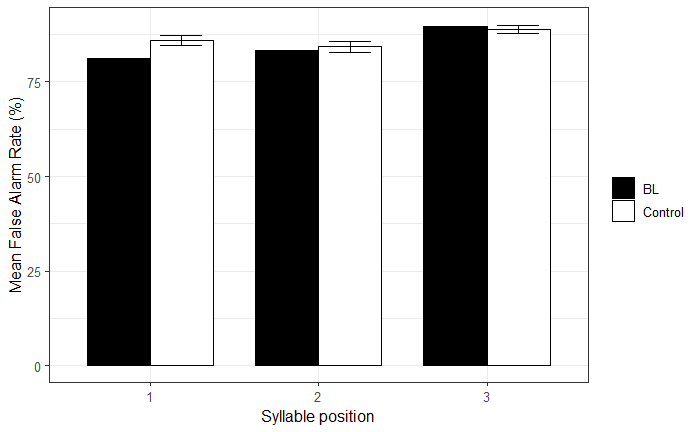 Mean False Alarm Rate (%)
75
50
25
0
1
2
3
Syllable position
BL
Control